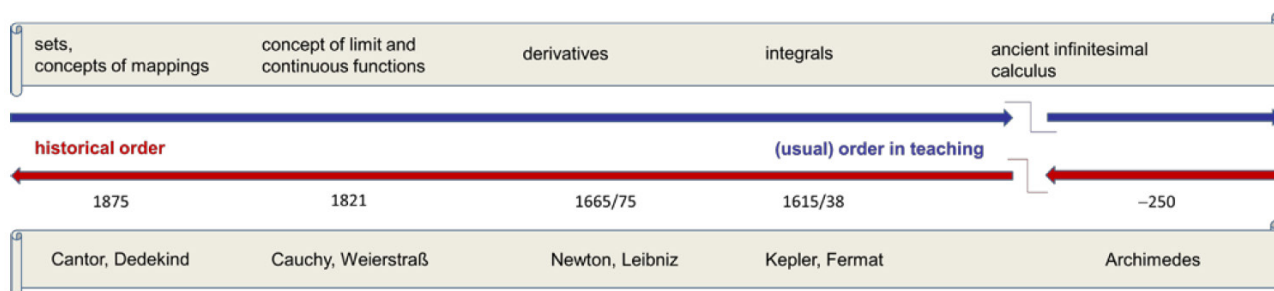 sets,
concepts of mappings
concept of limit and
continuous functions
derivatives
integrals
ancient infinitesimal
calculus
historical order
(usual) order in teaching
1875
1821
1665/75
1615/38
−250
Cantor, Dedekind
Cauchy, Weierstraß
Newton, Leibniz
Kepler, Fermat
Archimedes